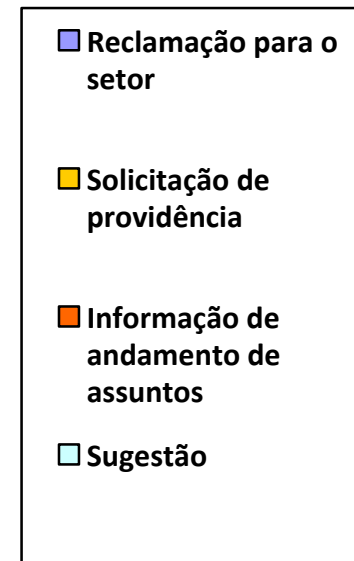 Reclamação para o
setor
Solicitação de
providência
Informação de
andamento de
assuntos
Sugestão